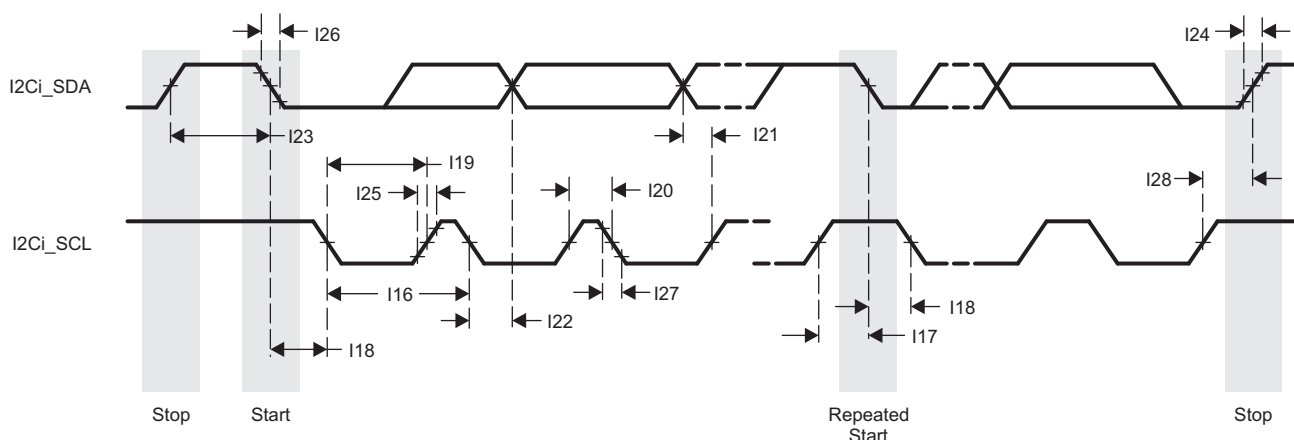 I26
I24
I2Ci_SDA
I23
I21
I19
I25
I20
I28
I2Ci_SCL
I16
I27
I22
I18
I18
I17
Stop
Start
Repeated
Start
Stop